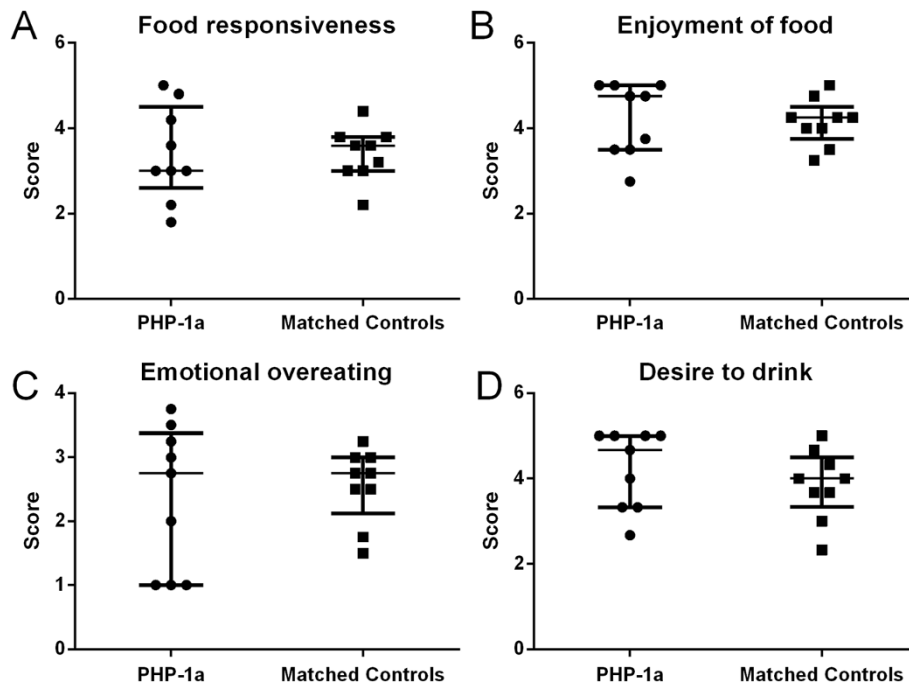 A
Food responsiveness
Score
6
4
2
0
PHP-1a
Matched Controls
B
Enjoyment of food
Score
6
4
2
0
PHP-1a
Matched Controls
C
Emotional overeating
Score
4
3
2
1
0
PHP-1a
Matched Controls
D
Desire to drink
Score
6
4
2
0
PHP-1a
Matched Controls